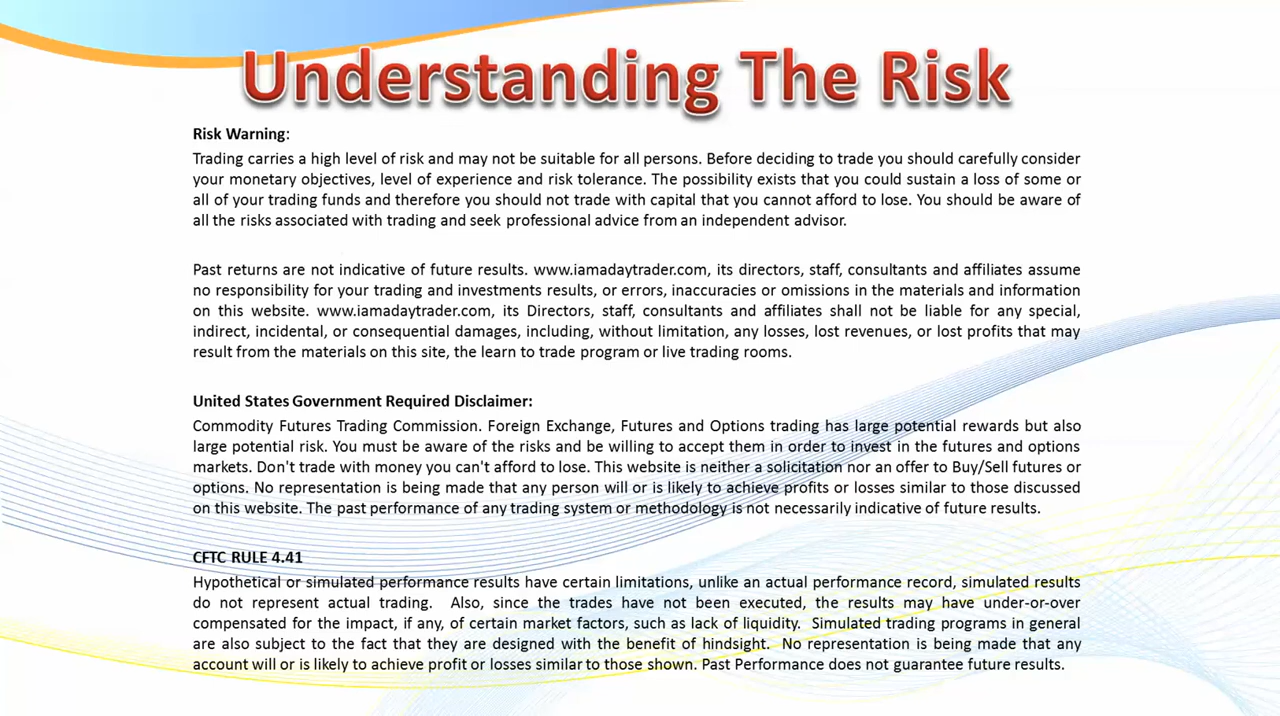 Understanding The Risk
Risk Warning:
Trading carries a high level of risk and may not be suitable for all persons. Before deciding to trade you should carefully consider
your monetary objectives, level of experience and risk tolerance. The possibility exists that you could sustain a loss of some or
all of your trading funds and therefore you should not trade with capital that you cannot afford to lose. You should be aware of
all the risks associated with trading and seek professional advice from an independent advisor.
Past returns are not indicative of future results. www.iamadaytrader.com, its directors, staff, consultants and affiliates assume
no responsibility for your trading and investments results, or errors, inaccuracies or omissions in the materials and information
on this website. www.iamadaytrader.com, its Directors, staff, consultants and affiliates shall not be liable for any special,
indirect, incidental, or consequential damages, including, without limitation, any losses, lost revenues, or lost profits that may
result from the materials on this site, the learn to trade program or live trading rooms.
United States Government Required Disclaimer:
Commodity Futures Trading Commission. Foreign Exchange, Futures and Options trading has large potential rewards but also
large potential risk. You must be aware of the risks and be willing to accept them in order to invest in the futures and options
markets. Don't trade with money you can't afford to lose. This website is neither a solicitation nor an offer to Buy/Sell futures or
options. No representation is being made that any person will or is likely to achieve profits or losses similar to those discussed
on this website. The past performance of any trading system or methodology is not necessarily indicative of future results.
CFTC RULE 4.41
Hypothetical or simulated performance results have certain limitations, unlike an actual performance record, simulated results
do not represent actual trading. Also, since the trades have not been executed, the results may have under-or-over
compensated for the impact, if any, of certain market factors, such as lack of liquidity. Simulated trading programs in general
are also subject to the fact that they are designed with the benefit of hindsight. No representation is being made that any
account will or is likely to achieve profit or losses similar to those shown. Past Performance does not guarantee future results.